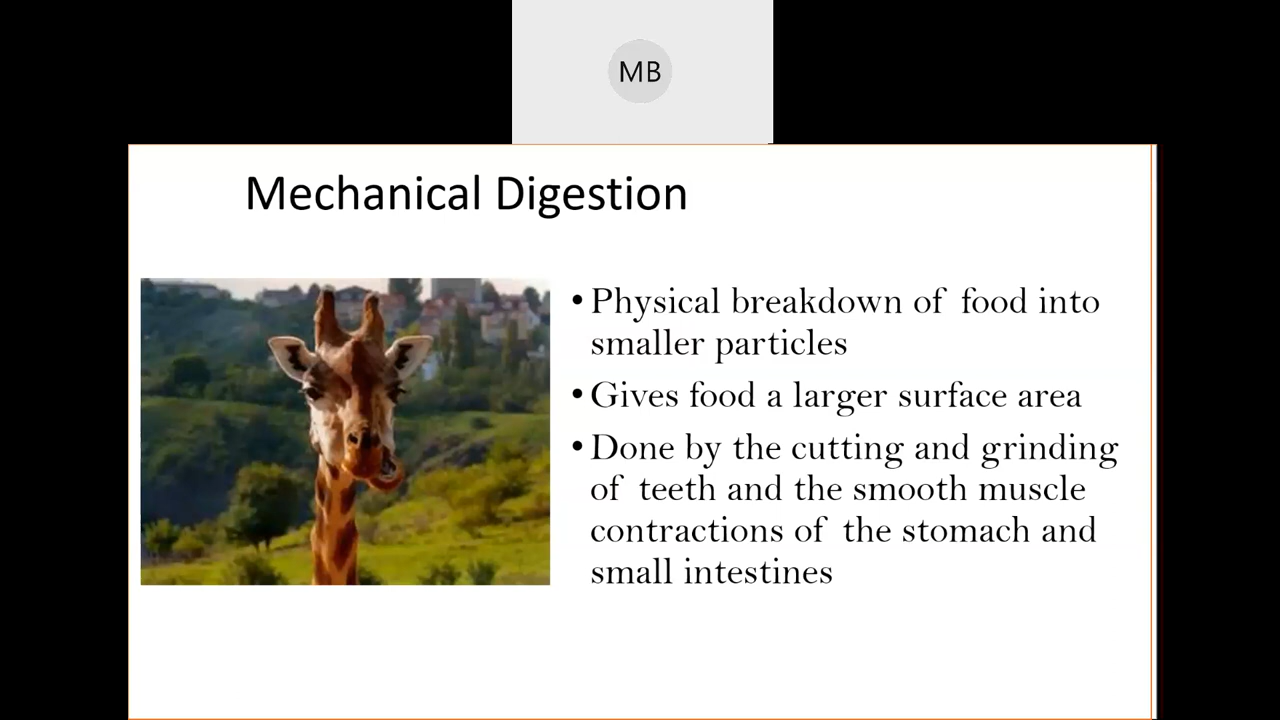 MB
Mechanical Digestion
• Physical breakdown of food into
smaller particles
• Gives food a larger surface area
• Done by the cutting and grinding
of teeth and the smooth muscle
contractions of the stomach and
small intestines